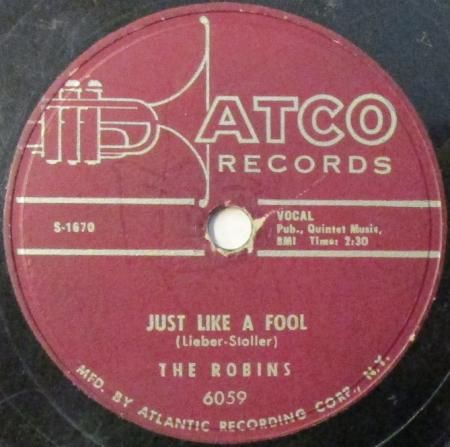 ATCO
RECORDS
S-1670
VOCAL
Pub., Quintet Music,
BMI Time: 2:30
JUST LIKE A FOOL
(Lieber-Stoller)
THE ROBINS
6059
MFD. BY ATLANTIC RECORDING CORP., N.Y.